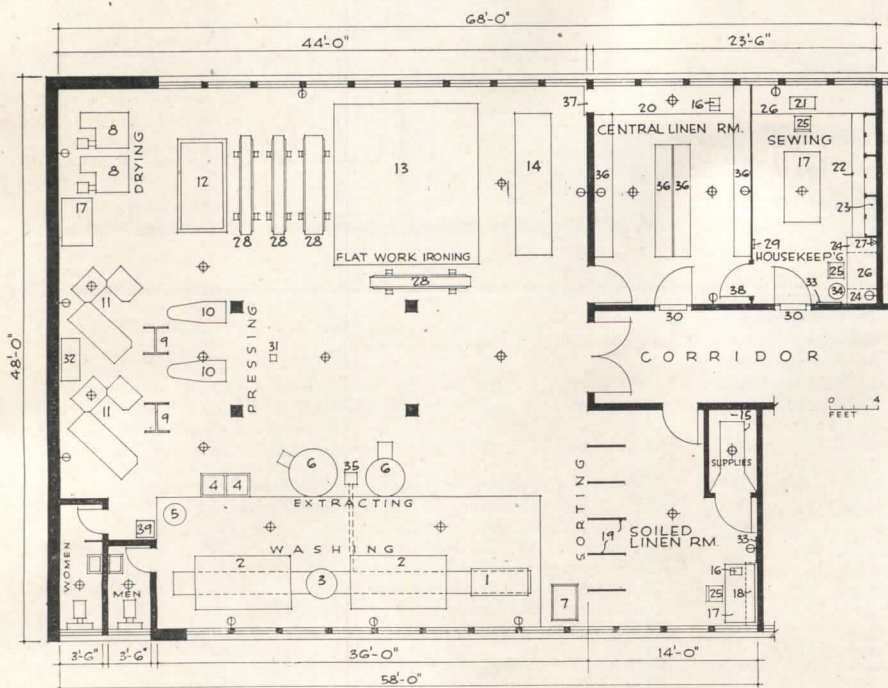 68'-0"
44'-0" 23'-6"
48'-0"
8
8
DRYING
17
12
28 28 28
13
FLAT WORK IRONING
28
14
37
20 16
CENTRAL LINEN RM.
36 36 36 36
38
26 21
25
SEWING
17
22
23
29
24 27
HOUSEKEEP'G
25 26
34
24
33
30 30
CORRIDOR
0 4
FEET
11
10
9
32
31
PRESSING
10
11
9
4 4
6 35 6
EXTRACTING
5
WASHING
2 3 2 1
39
WOMEN
MEN
SORTING
19
SOILED
LINEN RM.
7
15
SUPPLIES
33
16
25 18
17
3'-6" 3'-6" 36'-0" 14'-0"
58'-0"